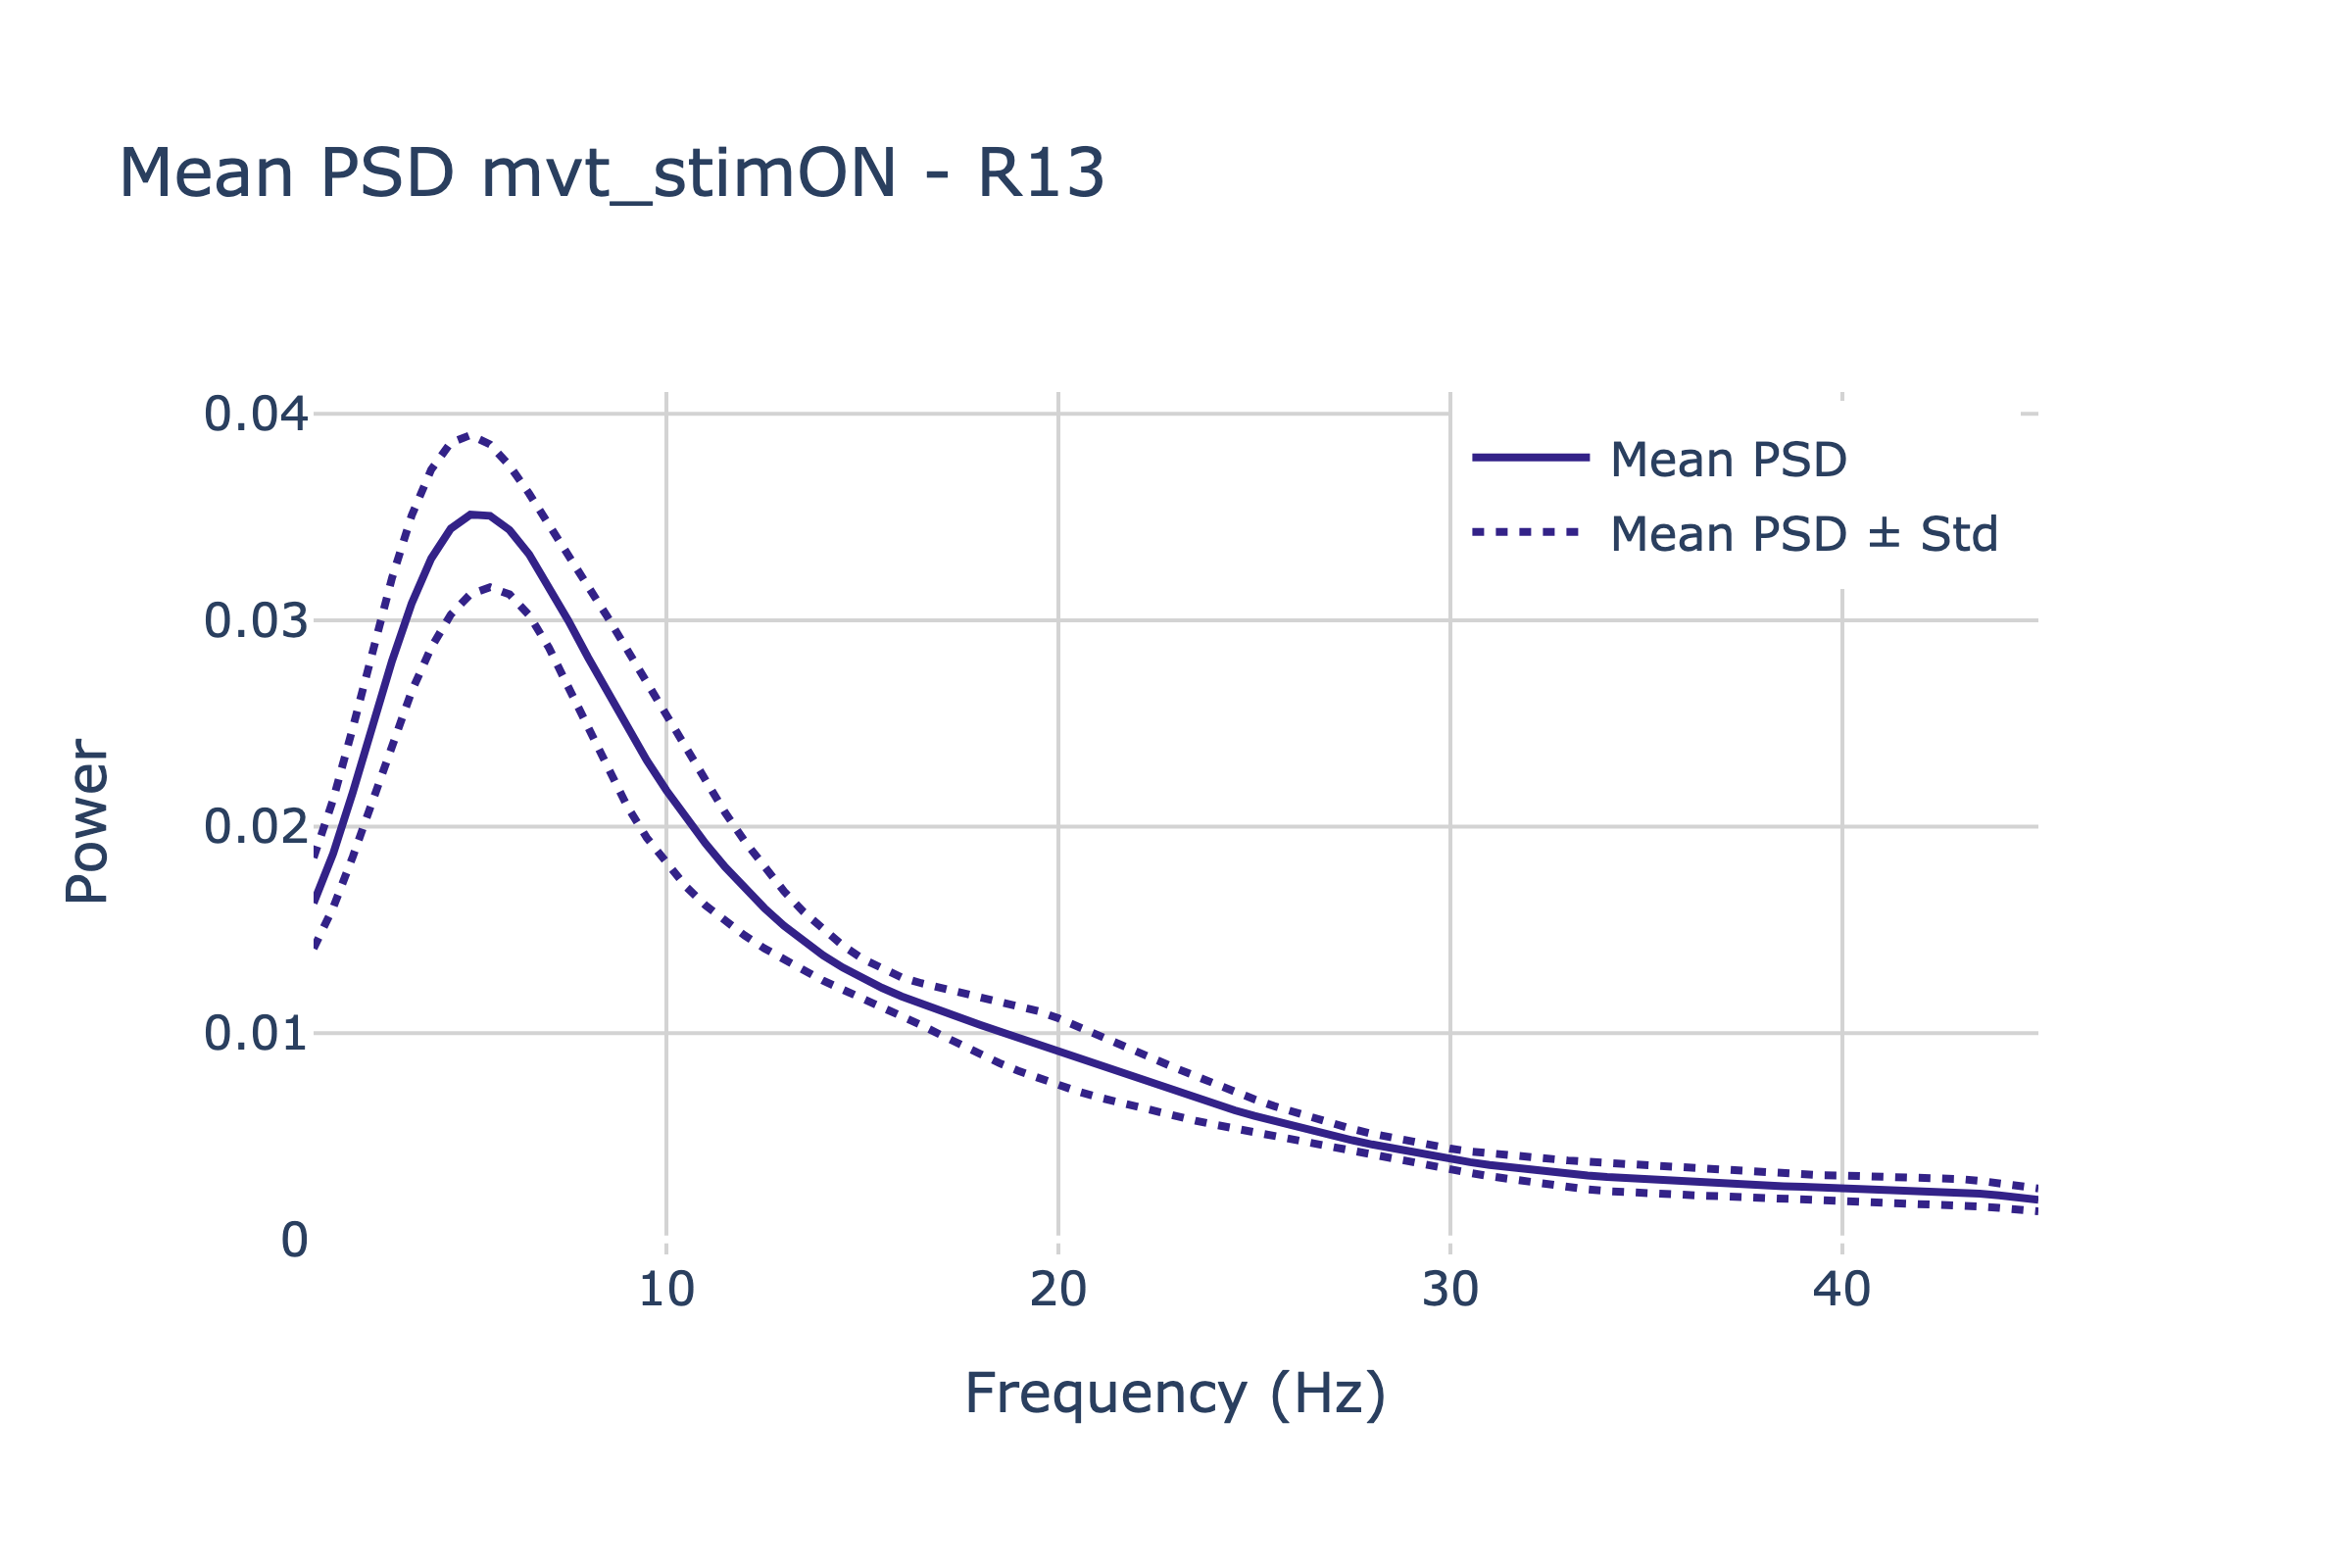 Mean PSD mvt_stimON - R13
Mean PSD
Mean PSD ± Std
0.04
0.03
0.02
0.01
0
Power
10 20 30 40
Frequency (Hz)